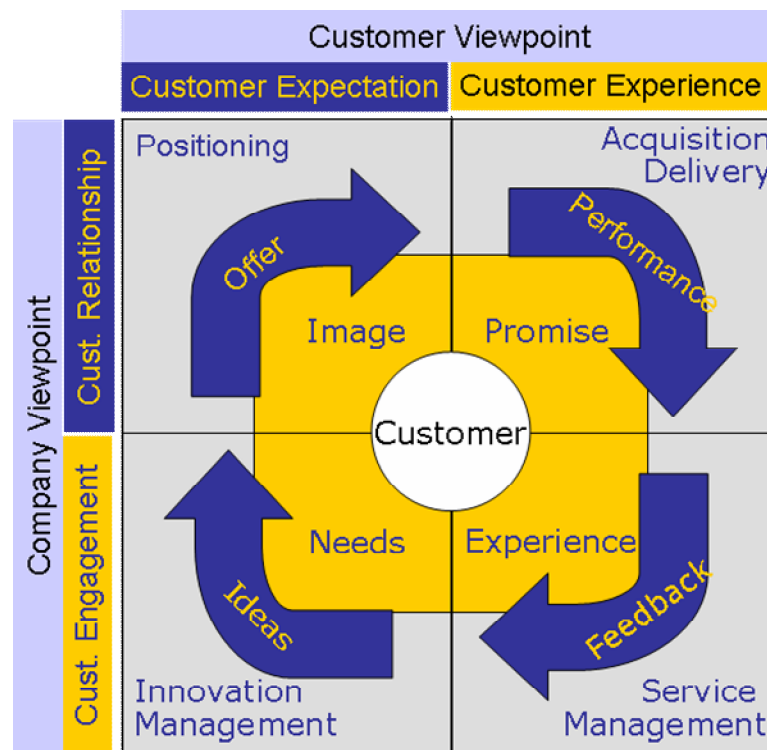 Customer Viewpoint
Customer Expectation
Customer Experience
Company Viewpoint
Cust. Relationship
Cust. Engagement
Positioning
Acquisition
Delivery
Offer
Performance
Image
Promise
Customer
Needs
Experience
Ideas
Feedback
Innovation
Management
Service
Management